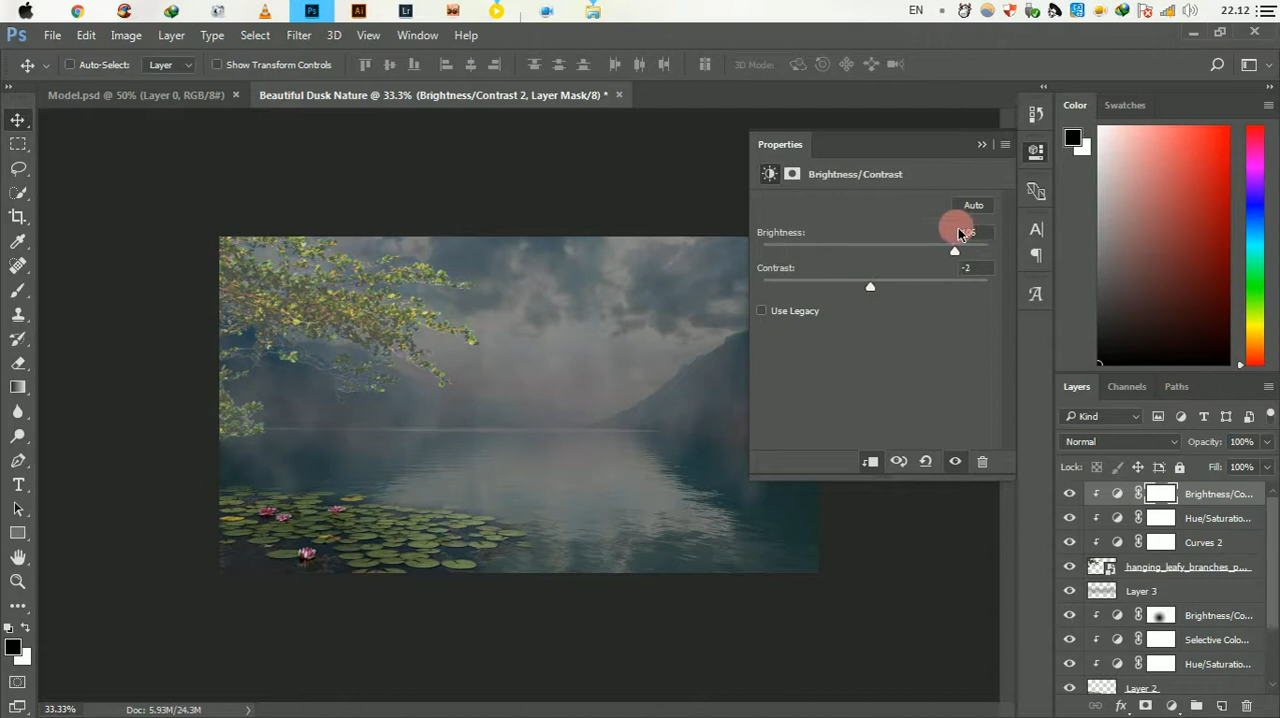 EN
22.12
Ps File Edit Image Layer Type Select Filter 3D View Window Help
Auto-Select: Layer Show Transform Controls 3D Mode:
Model.psd @ 50% (Layer 0, RGB/8#) × Beautiful Dusk Nature @ 33.3% (Brightness/Contrast 2, Layer Mask/8) * ×
Properties
Brightness/Contrast
Auto
Brightness:
Contrast: -2
Use Legacy
Color Swatches
Layers Channels Paths
Kind
Normal Opacity: 100%
Lock: Fill: 100%
Brightness/Co...
Hue/Saturatio...
Curves 2
hanging_leafy_branches_p...
Layer 3
Brightness/Co...
Selective Colo...
Hue/Saturatio...
Layer 2
33.33% Doc: 5.93M/24.3M